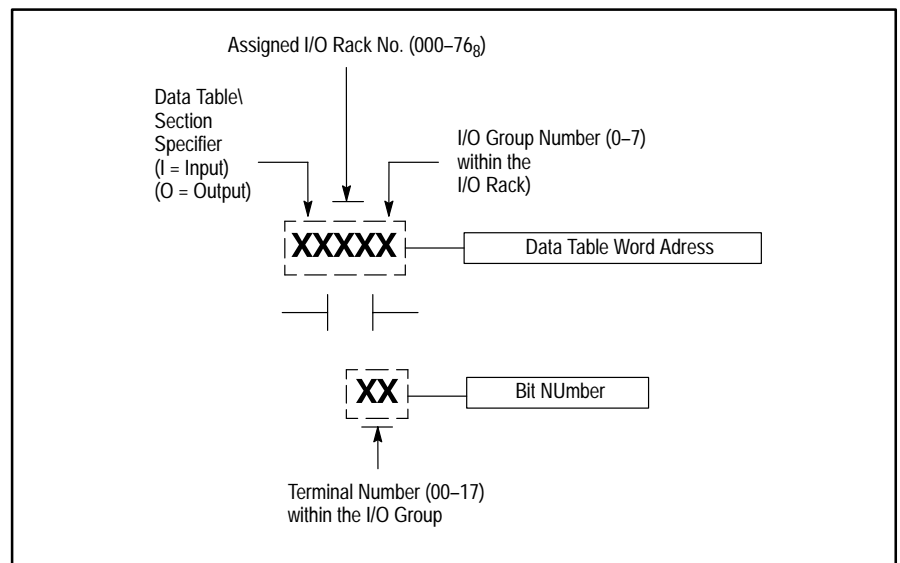 Assigned I/O Rack No. (000–76₈)
Data Table\
Section
Specifier
(I = Input)
(O = Output)
I/O Group Number (0–7)
within the
I/O Rack)
XXXXX
Data Table Word Adress
XX
Bit NUmber
Terminal Number (00–17)
within the I/O Group